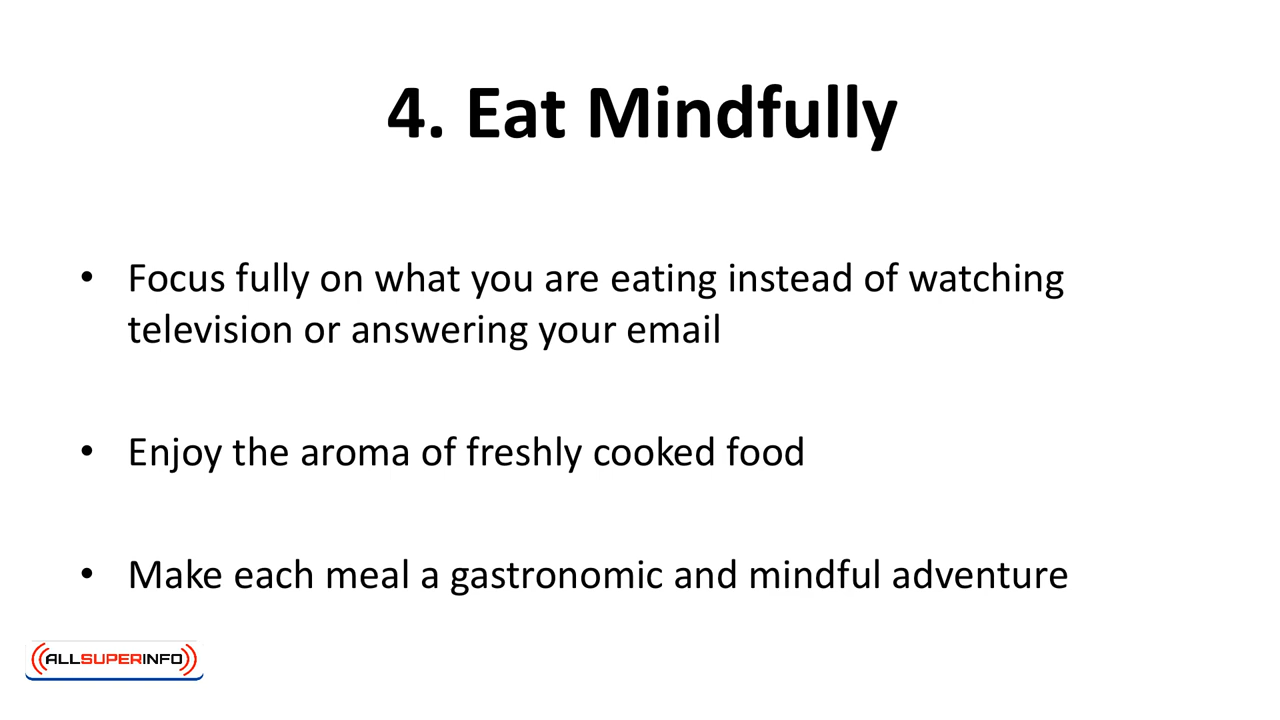 4. Eat Mindfully
• Focus fully on what you are eating instead of watching
television or answering your email
• Enjoy the aroma of freshly cooked food
• Make each meal a gastronomic and mindful adventure
ALLSUPERINFO